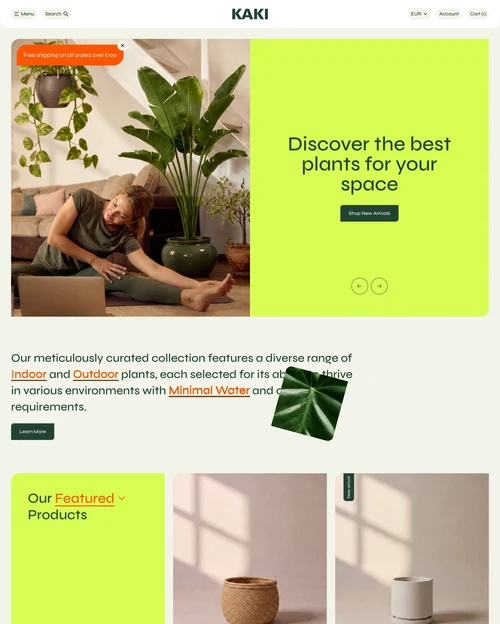 Menu
Search
KAKI
EUR
Account
Cart (0)
Free shipping on all orders over £100
Discover the best
plants for your
space
Shop New Arrivals
Our meticulously curated collection features a diverse range of
Indoor and Outdoor plants, each selected for its thrive
in various environments with Minimal Water and
requirements.
Learn More
New arrival
Our Featured
Products